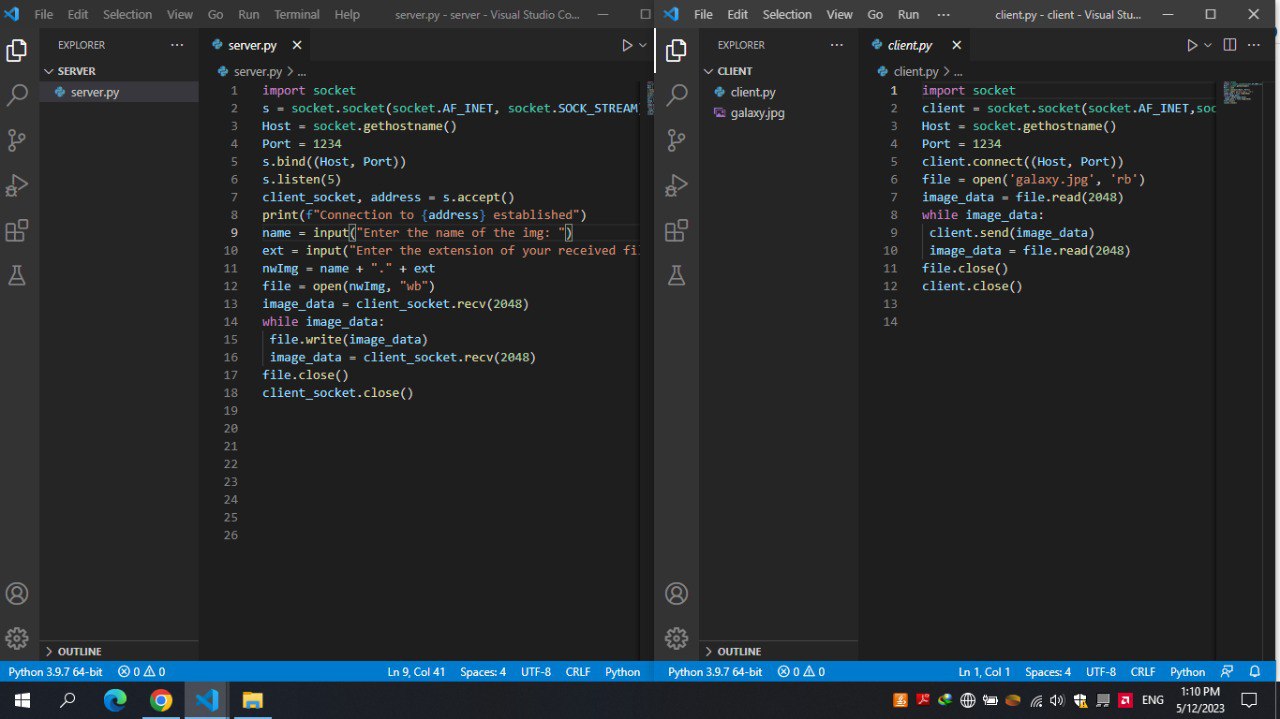 File Edit Selection View Go Run Terminal Help server.py - server - Visual Studio Co...
EXPLORER
SERVER
server.py
server.py
server.py > ...
1 import socket
2 s = socket.socket(socket.AF_INET, socket.SOCK_STREAM
3 Host = socket.gethostname()
4 Port = 1234
5 s.bind((Host, Port))
6 s.listen(5)
7 client_socket, address = s.accept()
8 print(f"Connection to {address} established")
9 name = input("Enter the name of the img: ")
10 ext = input("Enter the extension of your received fi
11 nwImg = name + "." + ext
12 file = open(nwImg, "wb")
13 image_data = client_socket.recv(2048)
14 while image_data:
15 file.write(image_data)
16 image_data = client_socket.recv(2048)
17 file.close()
18 client_socket.close()
19
20
21
22
23
24
25
26
OUTLINE
Python 3.9.7 64-bit 0 0 Ln 9, Col 41 Spaces: 4 UTF-8 CRLF Python
File Edit Selection View Go Run ... client.py - client - Visual Stu...
EXPLORER
CLIENT
client.py
galaxy.jpg
client.py
client.py > ...
1 import socket
2 client = socket.socket(socket.AF_INET,soc
3 Host = socket.gethostname()
4 Port = 1234
5 client.connect((Host, Port))
6 file = open('galaxy.jpg', 'rb')
7 image_data = file.read(2048)
8 while image_data:
9 client.send(image_data)
10 image_data = file.read(2048)
11 file.close()
12 client.close()
13
14
OUTLINE
Python 3.9.7 64-bit 0 0 Ln 1, Col 1 Spaces: 4 UTF-8 CRLF Python
ENG
1:10 PM
5/12/2023